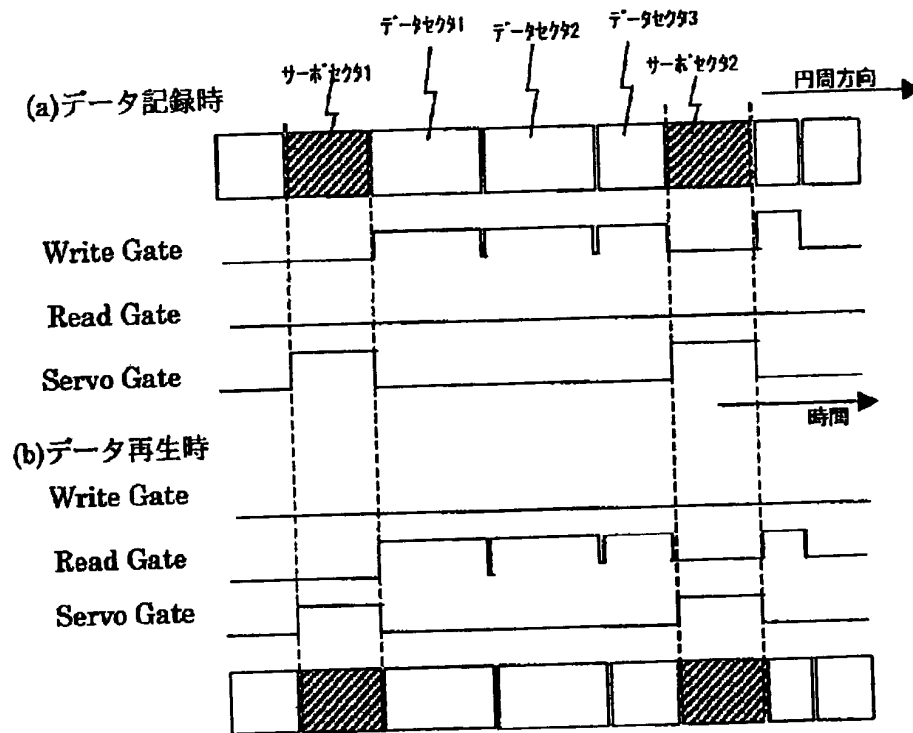 データセクタ1
データセクタ2
データセクタ3
サーボセクタ1
サーボセクタ2
円周方向
(a)データ記録時
Write Gate
Read Gate
Servo Gate
時間
(b)データ再生時
Write Gate
Read Gate
Servo Gate